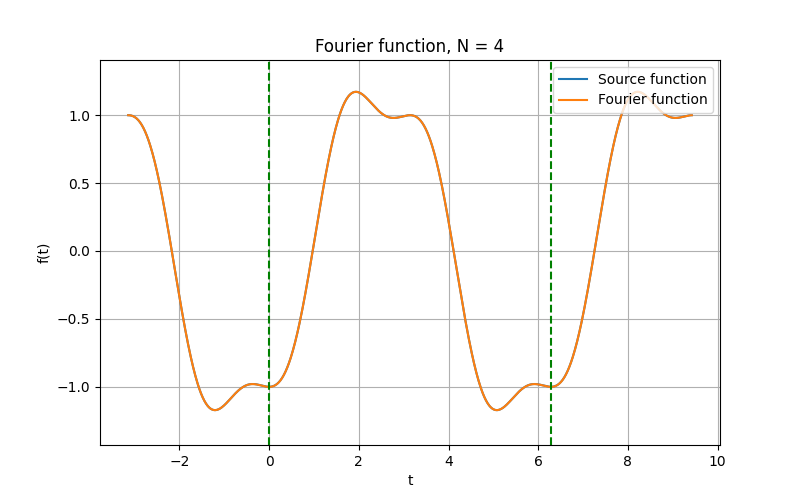 Fourier function, N = 4
Source function
Fourier function
1.0
0.5
0.0
−0.5
−1.0
f(t)
−2
0
2
4
6
8
10
t